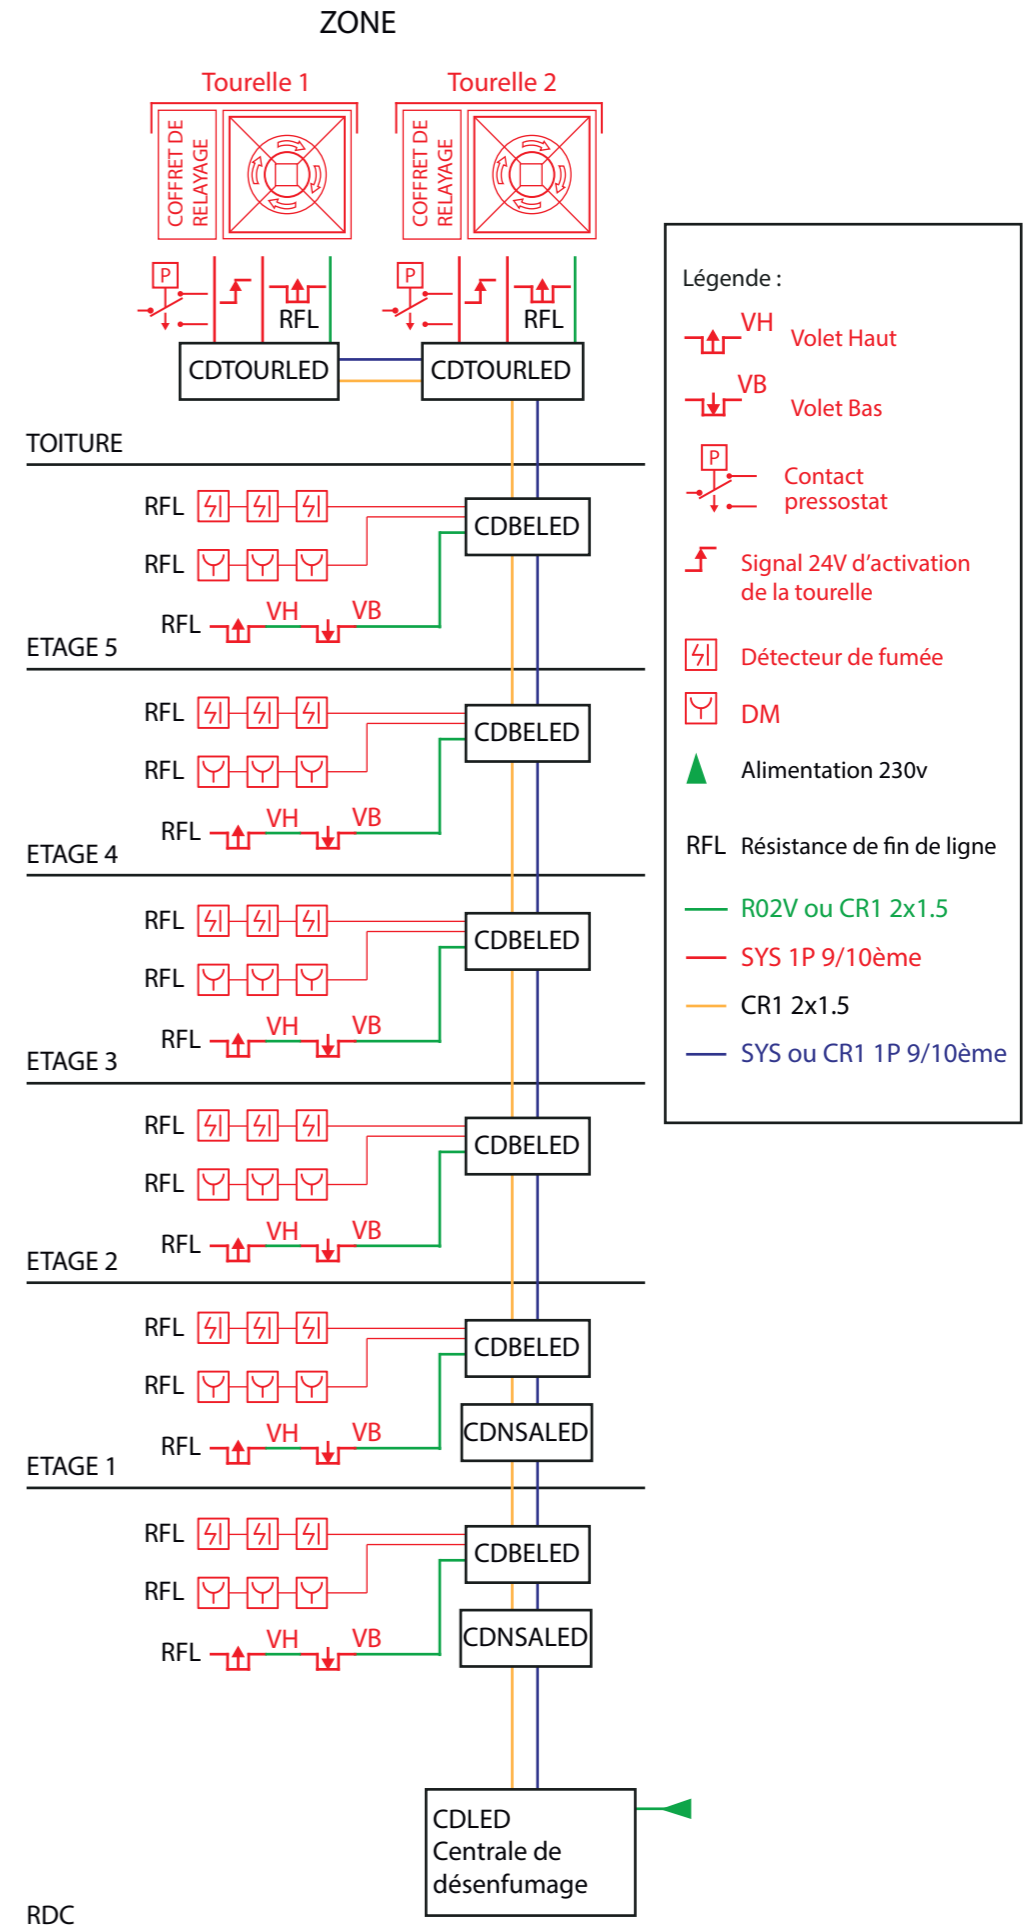 ZONE
Tourelle 1
Tourelle 2
COFFRET DE
RELAYAGE
COFFRET DE
RELAYAGE
P
RFL
P
RFL
CDTOURLED
CDTOURLED
TOITURE
RFL
CDBELED
RFL
RFL
VH
VB
ETAGE 5
RFL
CDBELED
RFL
RFL
VH
VB
ETAGE 4
RFL
CDBELED
RFL
RFL
VH
VB
ETAGE 3
RFL
CDBELED
RFL
RFL
VH
VB
ETAGE 2
RFL
CDBELED
RFL
CDNSALED
RFL
VH
VB
ETAGE 1
RFL
CDBELED
RFL
CDNSALED
RFL
VH
VB
CDLED
Centrale de
désenfumage
RDC
Légende :
VH
Volet Haut
VB
Volet Bas
P
Contact
pressostat
Signal 24V d'activation
de la tourelle
Détecteur de fumée
DM
Alimentation 230v
RFL Résistance de fin de ligne
R02V ou CR1 2x1.5
SYS 1P 9/10ème
CR1 2x1.5
SYS ou CR1 1P 9/10ème